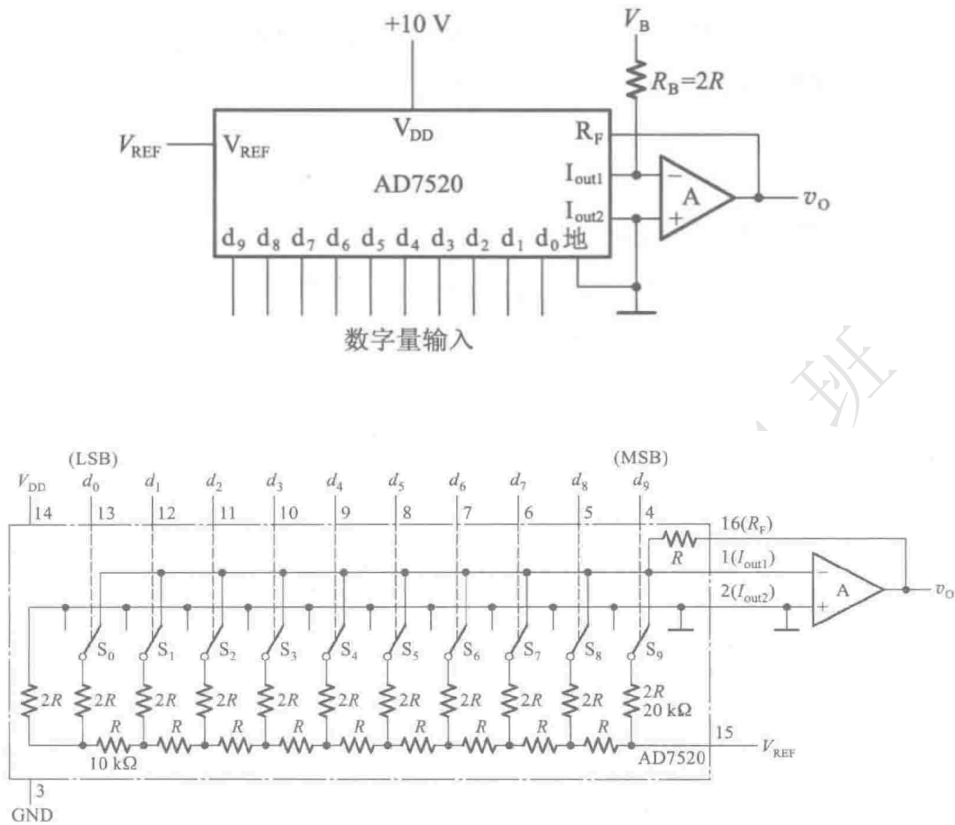 +10 V
V_B
R_B=2R
V_REF
V_REF
V_DD
R_F
AD7520
I_out1
I_out2
A
v_O
d_9 d_8 d_7 d_6 d_5 d_4 d_3 d_2 d_1 d_0 地
数字量输入
班
(LSB) (MSB)
V_DD d_0 d_1 d_2 d_3 d_4 d_5 d_6 d_7 d_8 d_9
14 13 12 11 10 9 8 7 6 5 4
16(R_F)
R
1(I_out1)
2(I_out2)
A
v_O
S_0 S_1 S_2 S_3 S_4 S_5 S_6 S_7 S_8 S_9
2R 2R 2R 2R 2R 2R 2R 2R 2R 2R 2R
20 kΩ
R R R R R R R R R
10 kΩ
15
V_REF
AD7520
3
GND